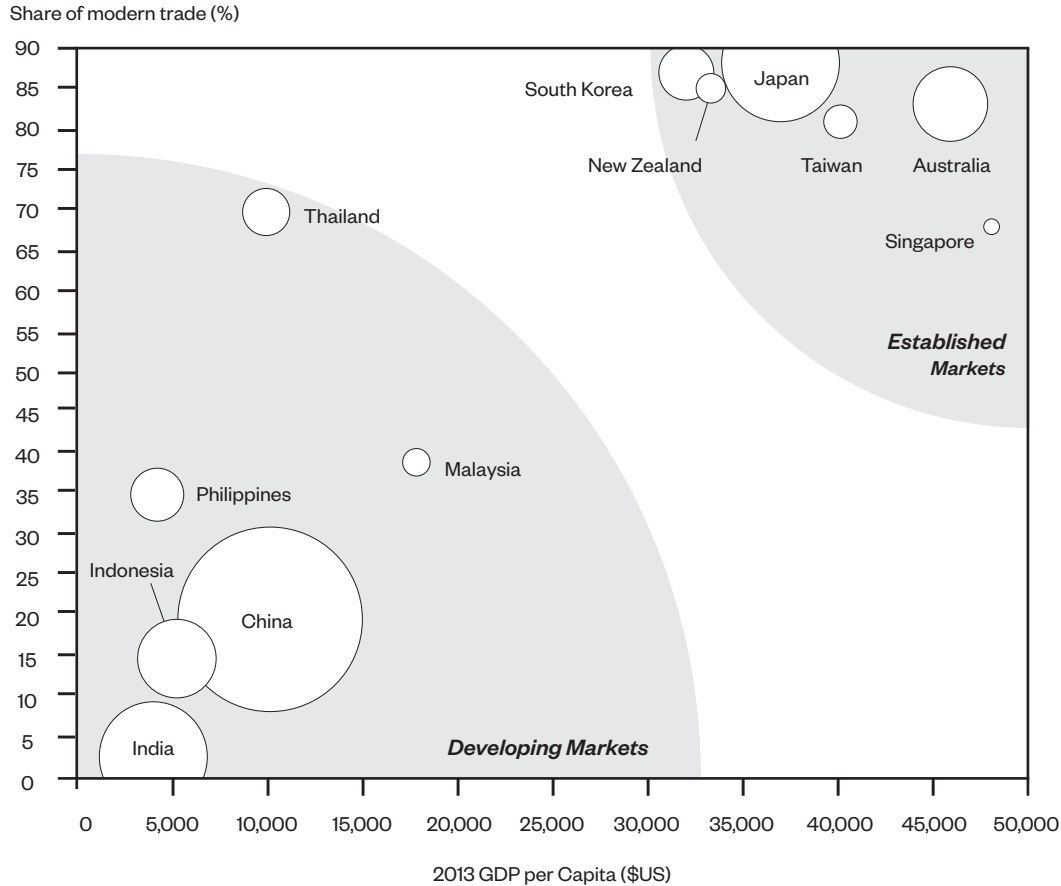 Share of modern trade (%)
90
85
80
75
70
65
60
55
50
45
40
35
30
25
20
15
10
5
0
South Korea
Japan
New Zealand
Taiwan
Australia
Singapore
Established
Markets
Thailand
Malaysia
Philippines
Indonesia
China
India
Developing Markets
0 5,000 10,000 15,000 20,000 25,000 30,000 35,000 40,000 45,000 50,000
2013 GDP per Capita ($US)